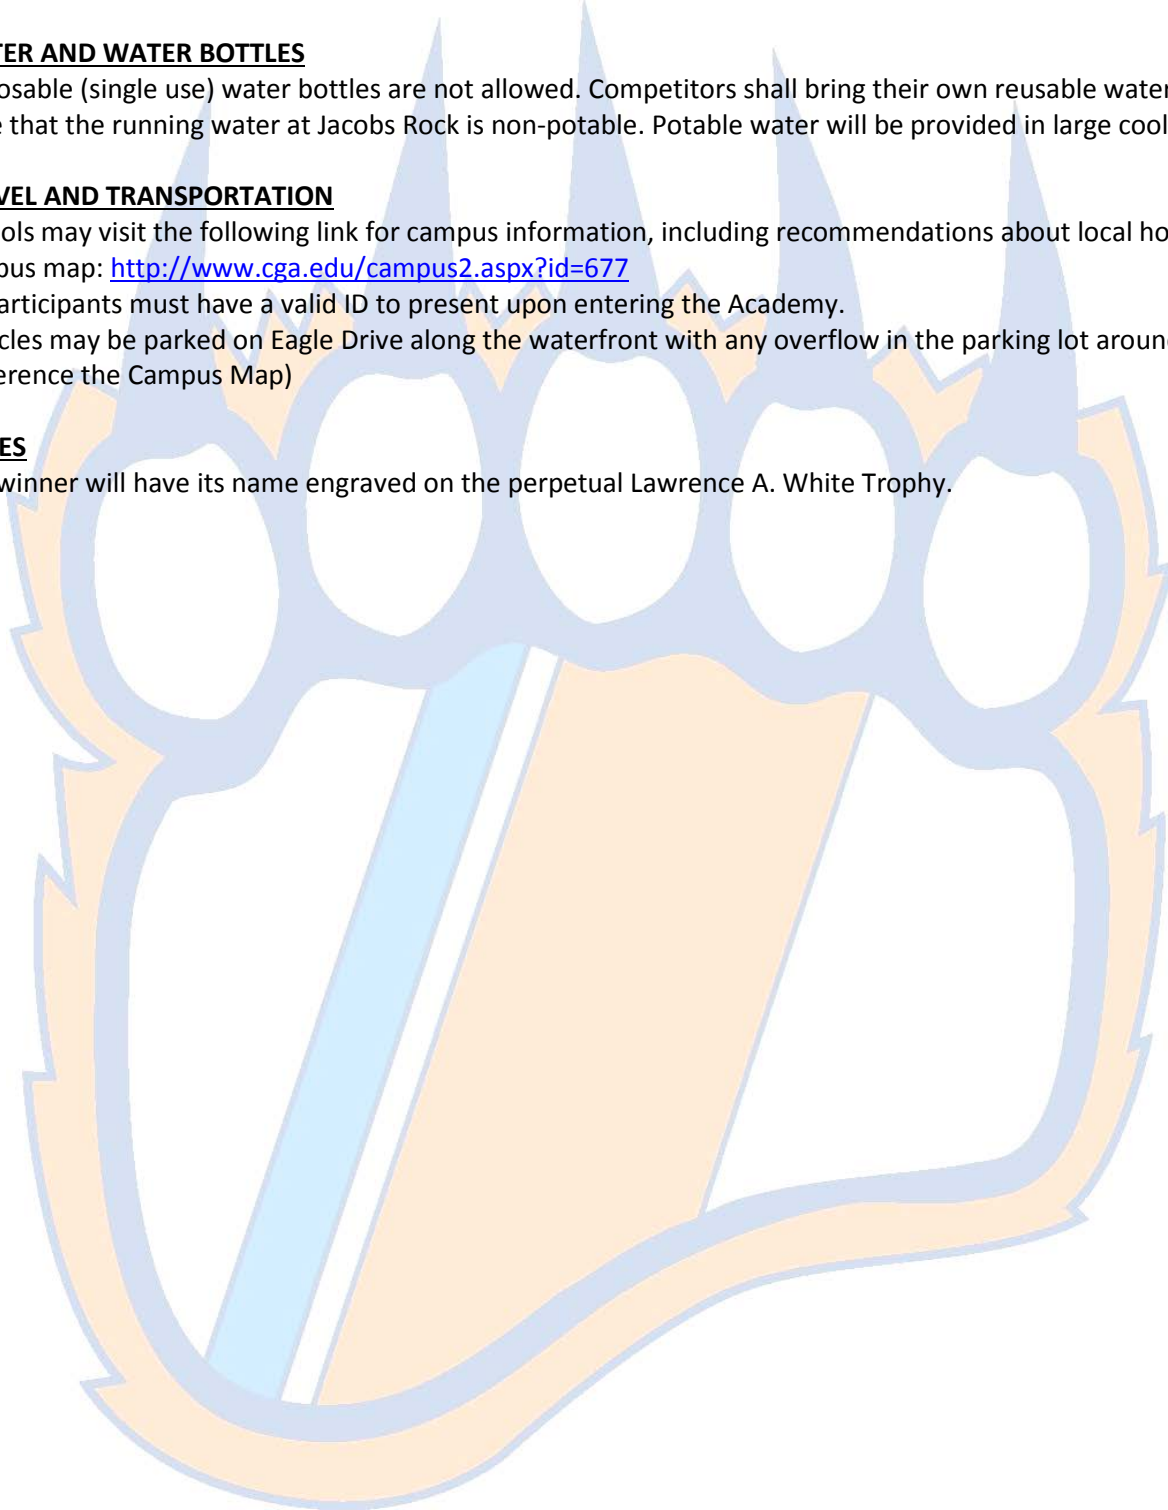 TER AND WATER BOTTLES
osable (single use) water bottles are not allowed. Competitors shall bring their own reusable water
e that the running water at Jacobs Rock is non-potable. Potable water will be provided in large cool
VEL AND TRANSPORTATION
ols may visit the following link for campus information, including recommendations about local ho
pus map: http://www.cga.edu/campus2.aspx?id=677
articipants must have a valid ID to present upon entering the Academy.
cles may be parked on Eagle Drive along the waterfront with any overflow in the parking lot aroun
erence the Campus Map)
ES
winner will have its name engraved on the perpetual Lawrence A. White Trophy.